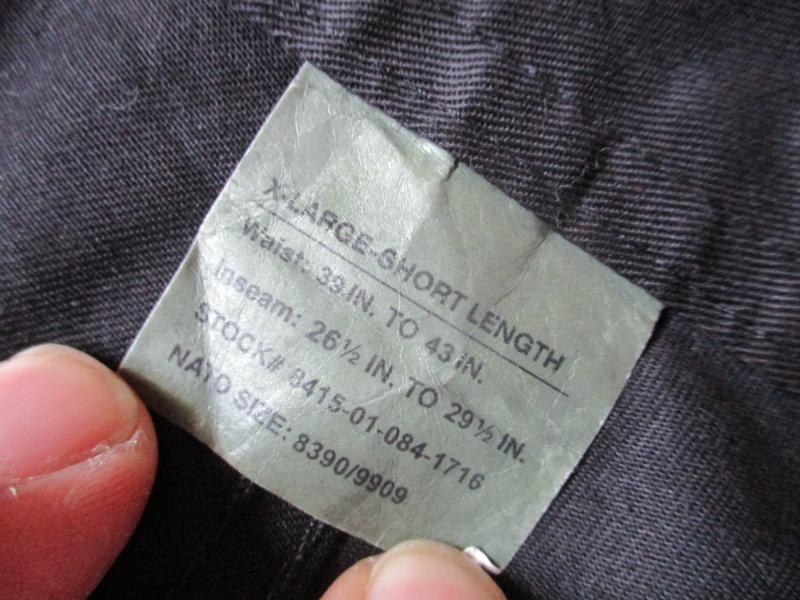 X-LARGE-SHORT LENGTH
Waist: 39 IN. TO 43 IN.
Inseam: 26½ IN. TO 29½ IN.
STOCK# 8415-01-084-1716
NATO SIZE: 8390/9909